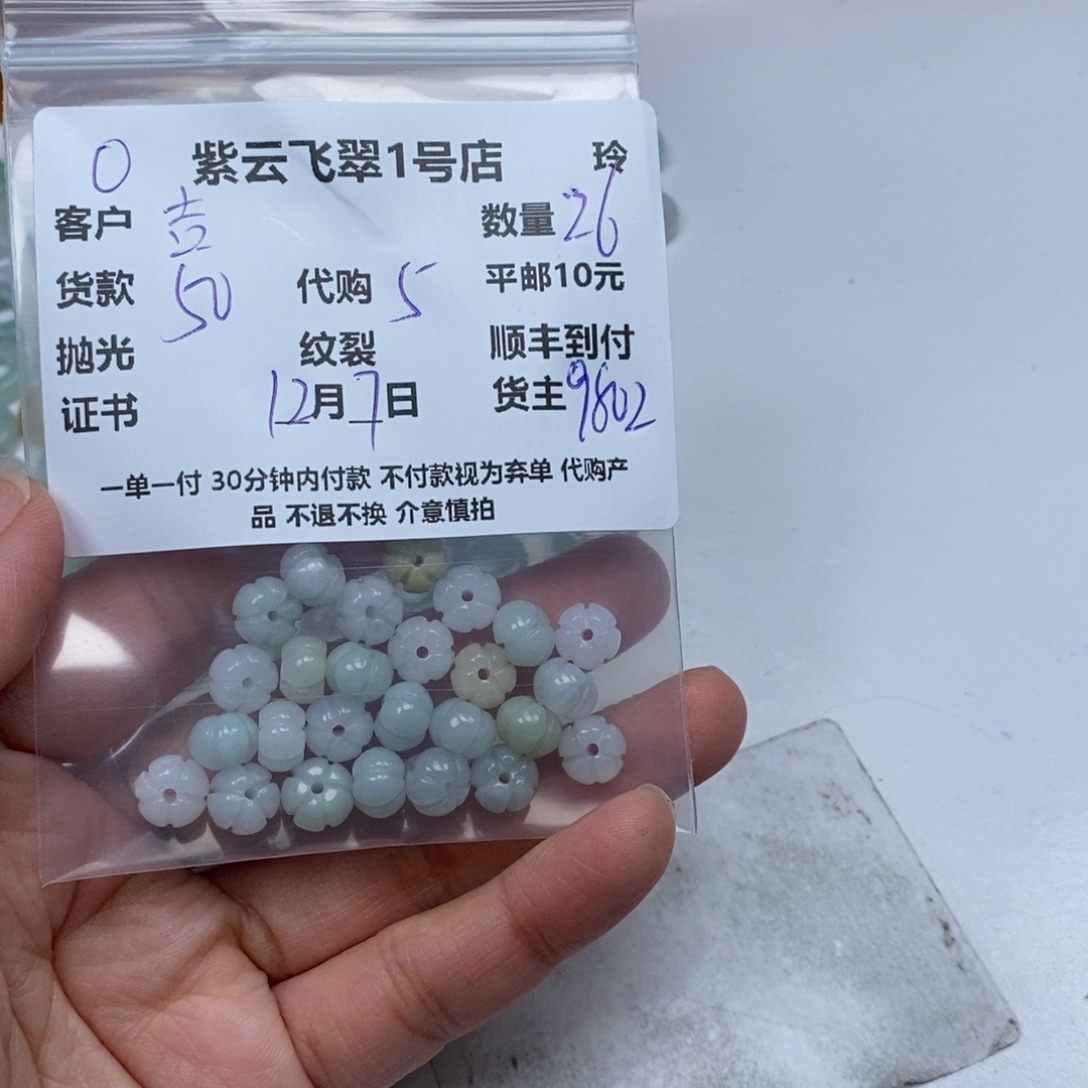 0 紫云飞翠1号店 玲
客户 吉 数量 26
货款 50 代购 5 平邮10元
抛光 纹裂 顺丰到付
证书 12月7日 货主 9802
一单一付 30分钟内付款 不付款视为弃单 代购产
品 不退不换 介意慎拍